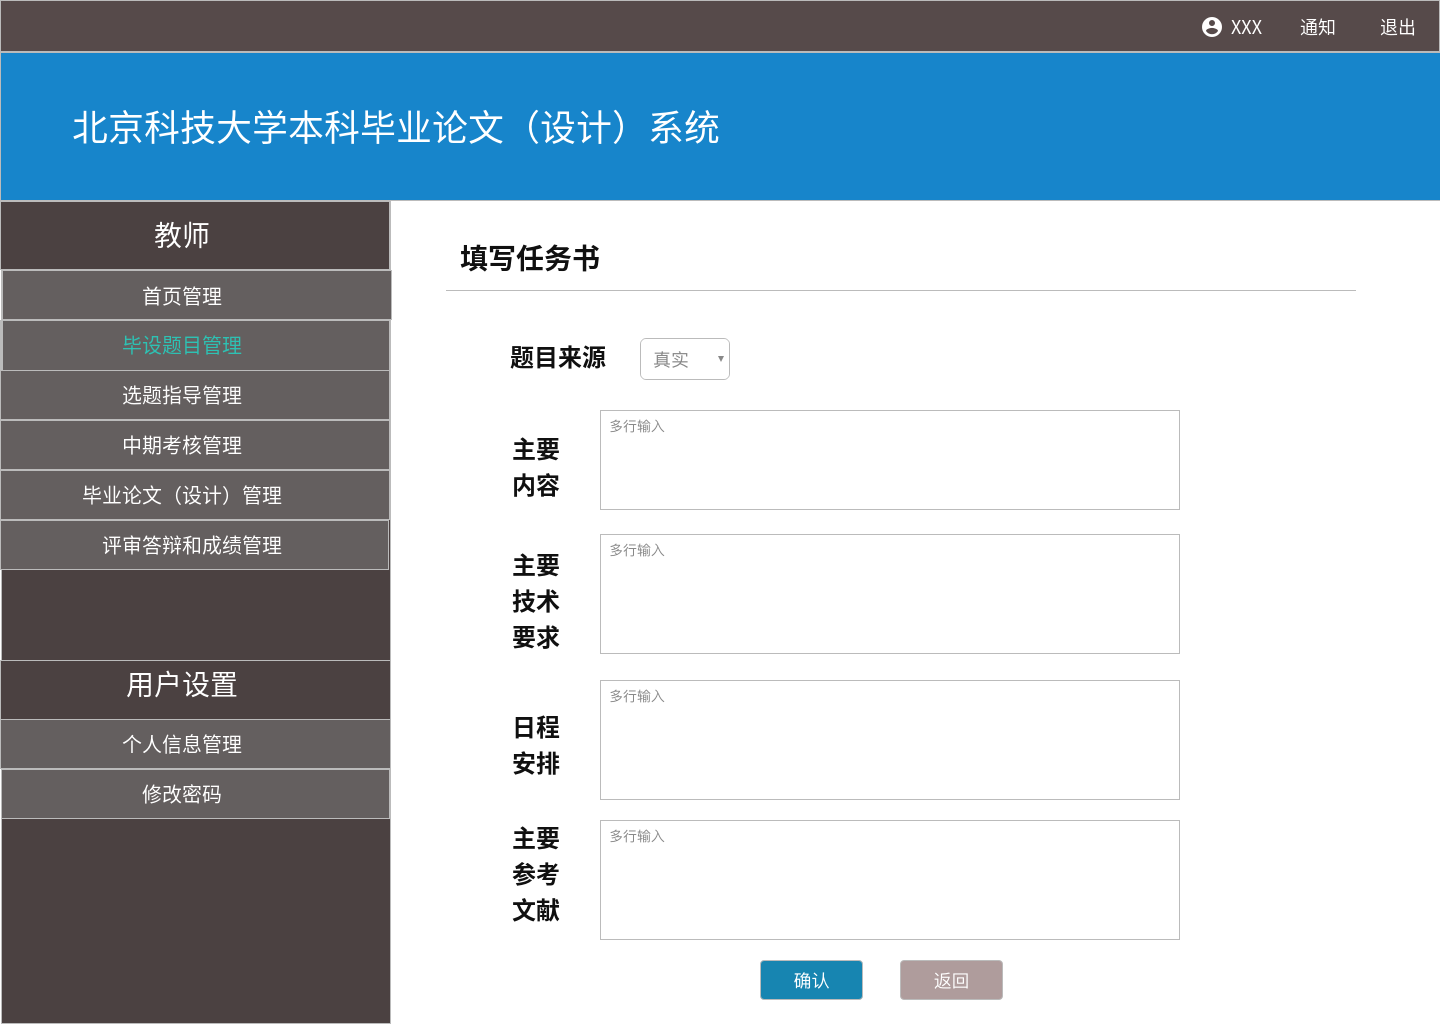 XXX 通知 退出
北京科技大学本科毕业论文（设计）系统
教师
首页管理
毕设题目管理
选题指导管理
中期考核管理
毕业论文（设计）管理
评审答辩和成绩管理
用户设置
个人信息管理
修改密码
填写任务书
题目来源 真实
主要
内容
多行输入
主要
技术
要求
多行输入
日程
安排
多行输入
主要
参考
文献
多行输入
确认 返回